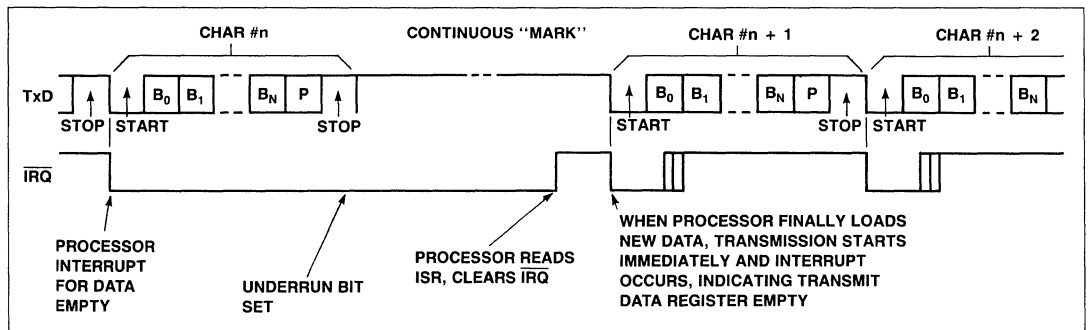 CHAR #n
CONTINUOUS "MARK"
CHAR #n + 1
CHAR #n + 2
TxD
B0 B1 BN P B0 B1 BN P B0 B1 BN
STOP START STOP START STOP START
IRQ
PROCESSOR
INTERRUPT
FOR DATA
EMPTY
UNDERRUN BIT
SET
PROCESSOR READS
ISR, CLEARS IRQ
WHEN PROCESSOR FINALLY LOADS
NEW DATA, TRANSMISSION STARTS
IMMEDIATELY AND INTERRUPT
OCCURS, INDICATING TRANSMIT
DATA REGISTER EMPTY